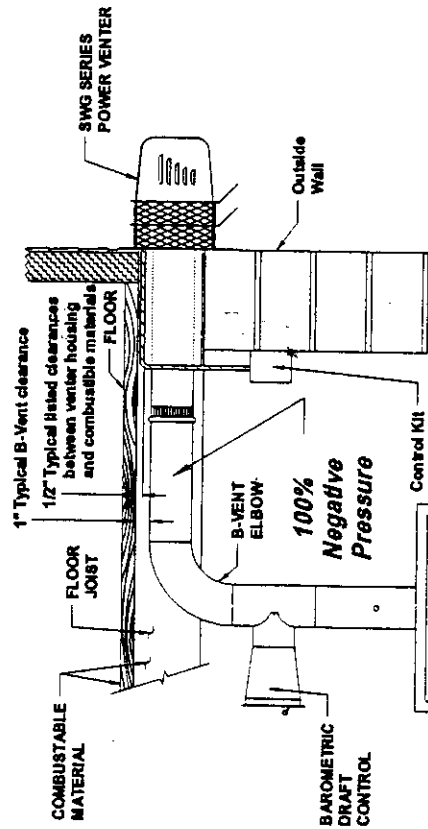 SWG SERIES
POWER VENTER
1" Typical B-Vent clearance
1/2" Typical listed clearances
between venter housing
and combustible materials
FLOOR
FLOOR
JOIST
COMBUSTABLE
MATERIAL
Outside
Wall
B-VENT
ELBOW
100%
Negative
Pressure
Control Kit
BAROMETRIC
DRAFT
CONTROL